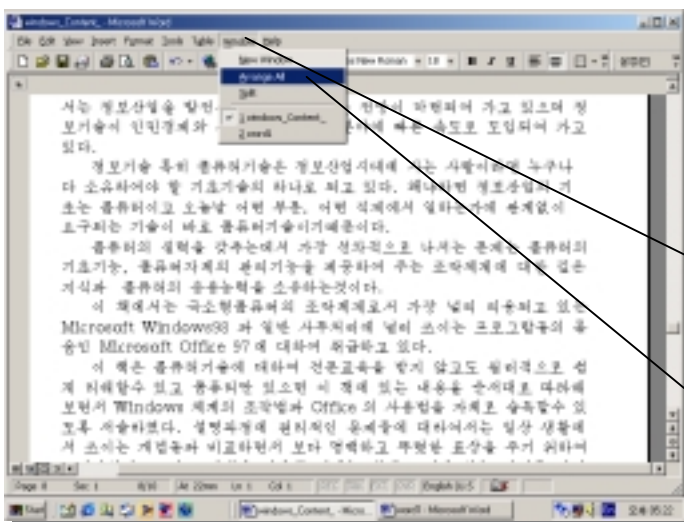 windows_Content_ - Microsoft Word
File Edit View Insert Format Tools Table Window Help
New Window
Arrange All
Split
1 windows_Content_
2 word
서는 정보산업을 발전 전망이 하련되여 가고 있으며 정
보기술이 인민경제와 분야에 빠른 속도로 도입되여 가고
있다.
정보기술 특히 콤퓨터기술은 정보산업시대에 사는 사람이라면 누구나
다 소유하여야 할 기초기술의 하나로 되고 있다. 왜냐하면 정보산업의 기
초는 콤퓨터이고 오늘날 어떤 부문, 어떤 직제에서 일하는가에 관계없이
요구되는 기술이 바로 콤퓨터기술이기때문이다.
콤퓨터의 실력을 갖추는데서 가장 선차적으로 나서는 문제는 콤퓨터의
기초기능, 콤퓨터자체의 관리기능을 제공하여 주는 조작체계에 대한 깊은
지식과 콤퓨터의 응용능력을 소유하는것이다.
이 책에서는 극소형콤퓨터의 조작체계로서 가장 널리 리용되고 있는
Microsoft Windows98 과 일반 사무처리에 널리 쓰이는 프로그람들의 묶
음인 Microsoft Office 97 에 대하여 취급하고 있다.
이 책은 콤퓨터기술에 대하여 전문교육을 받지 않고도 원리적으로 쉽
게 리해할수 있고 콤퓨터만 있으면 이 책에 있는 내용을 순서대로 따라해
보면서 Windows 체계의 조작법과 Office 의 사용법을 자체로 습득할수 있
도록 서술하였다. 설명과정에 원리적인 문제들에 대하여서는 일상 생활에
서 쓰이는 개념들과 비교하면서 보다 명백하고 뚜렷한 표상을 주기 위하여
Page 8 Sec 1 8/10 At 22mm Ln 1 Col 1 English (U.S
Start windows_Content_ - Micro... word - Microsoft Word